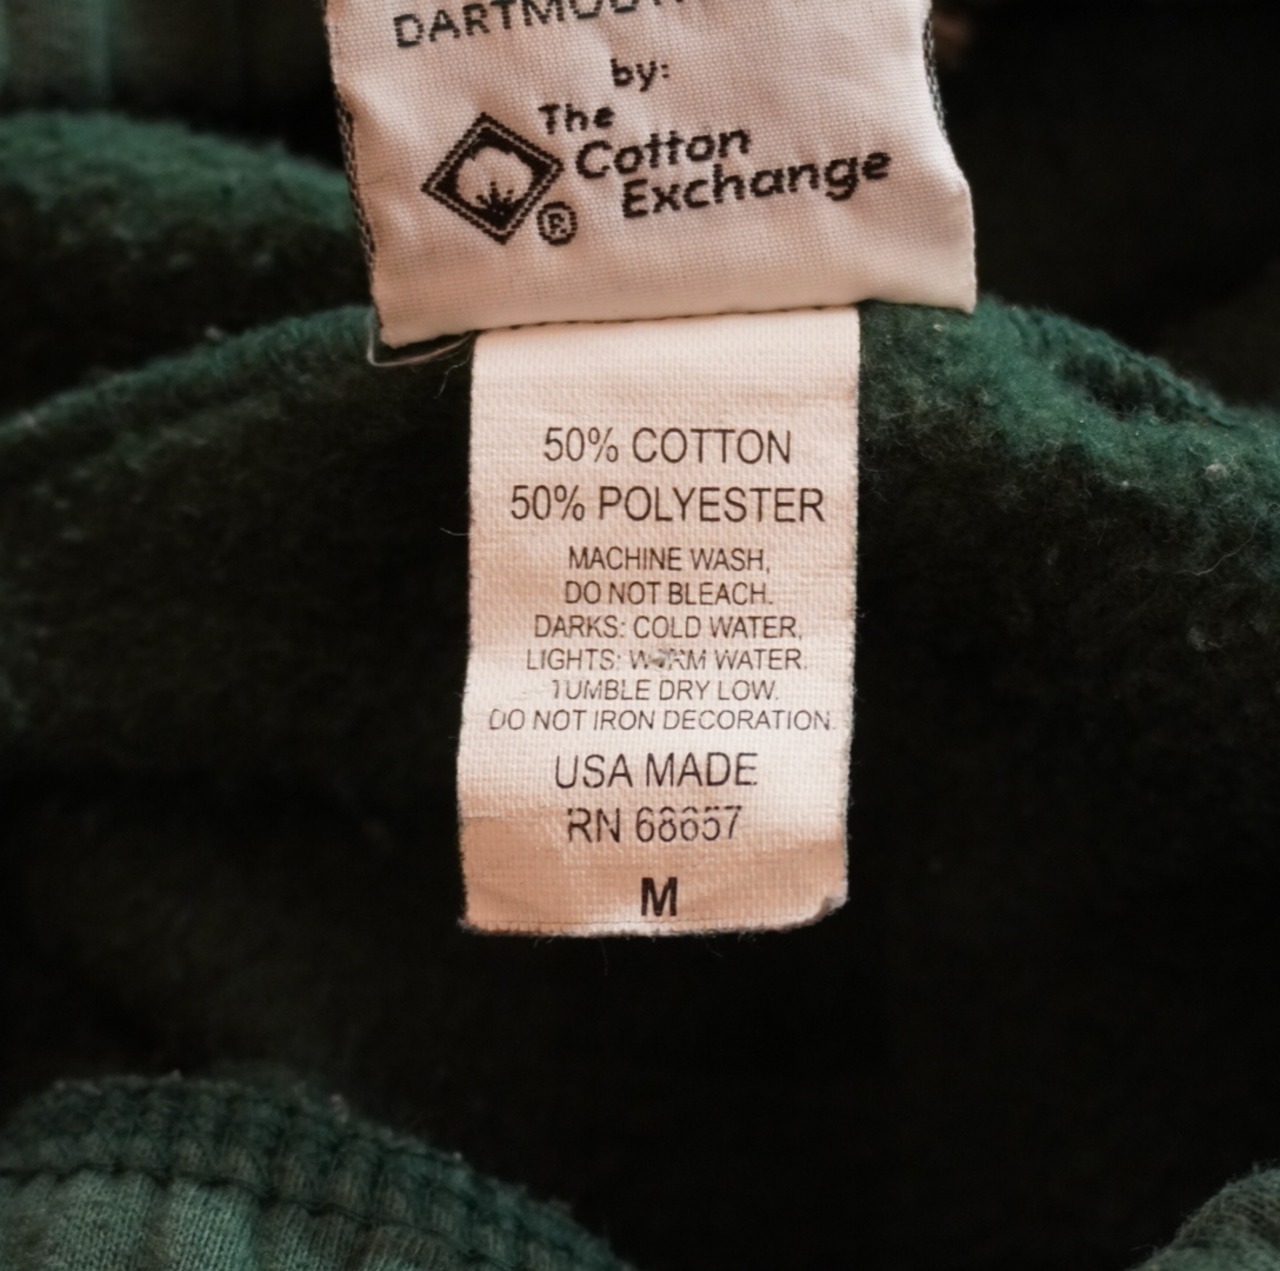 by:
The
Cotton
Exchange
®
50% COTTON
50% POLYESTER
MACHINE WASH,
DO NOT BLEACH.
DARKS: COLD WATER,
LIGHTS: WARM WATER.
TUMBLE DRY LOW.
DO NOT IRON DECORATION.
USA MADE
RN 68657
M